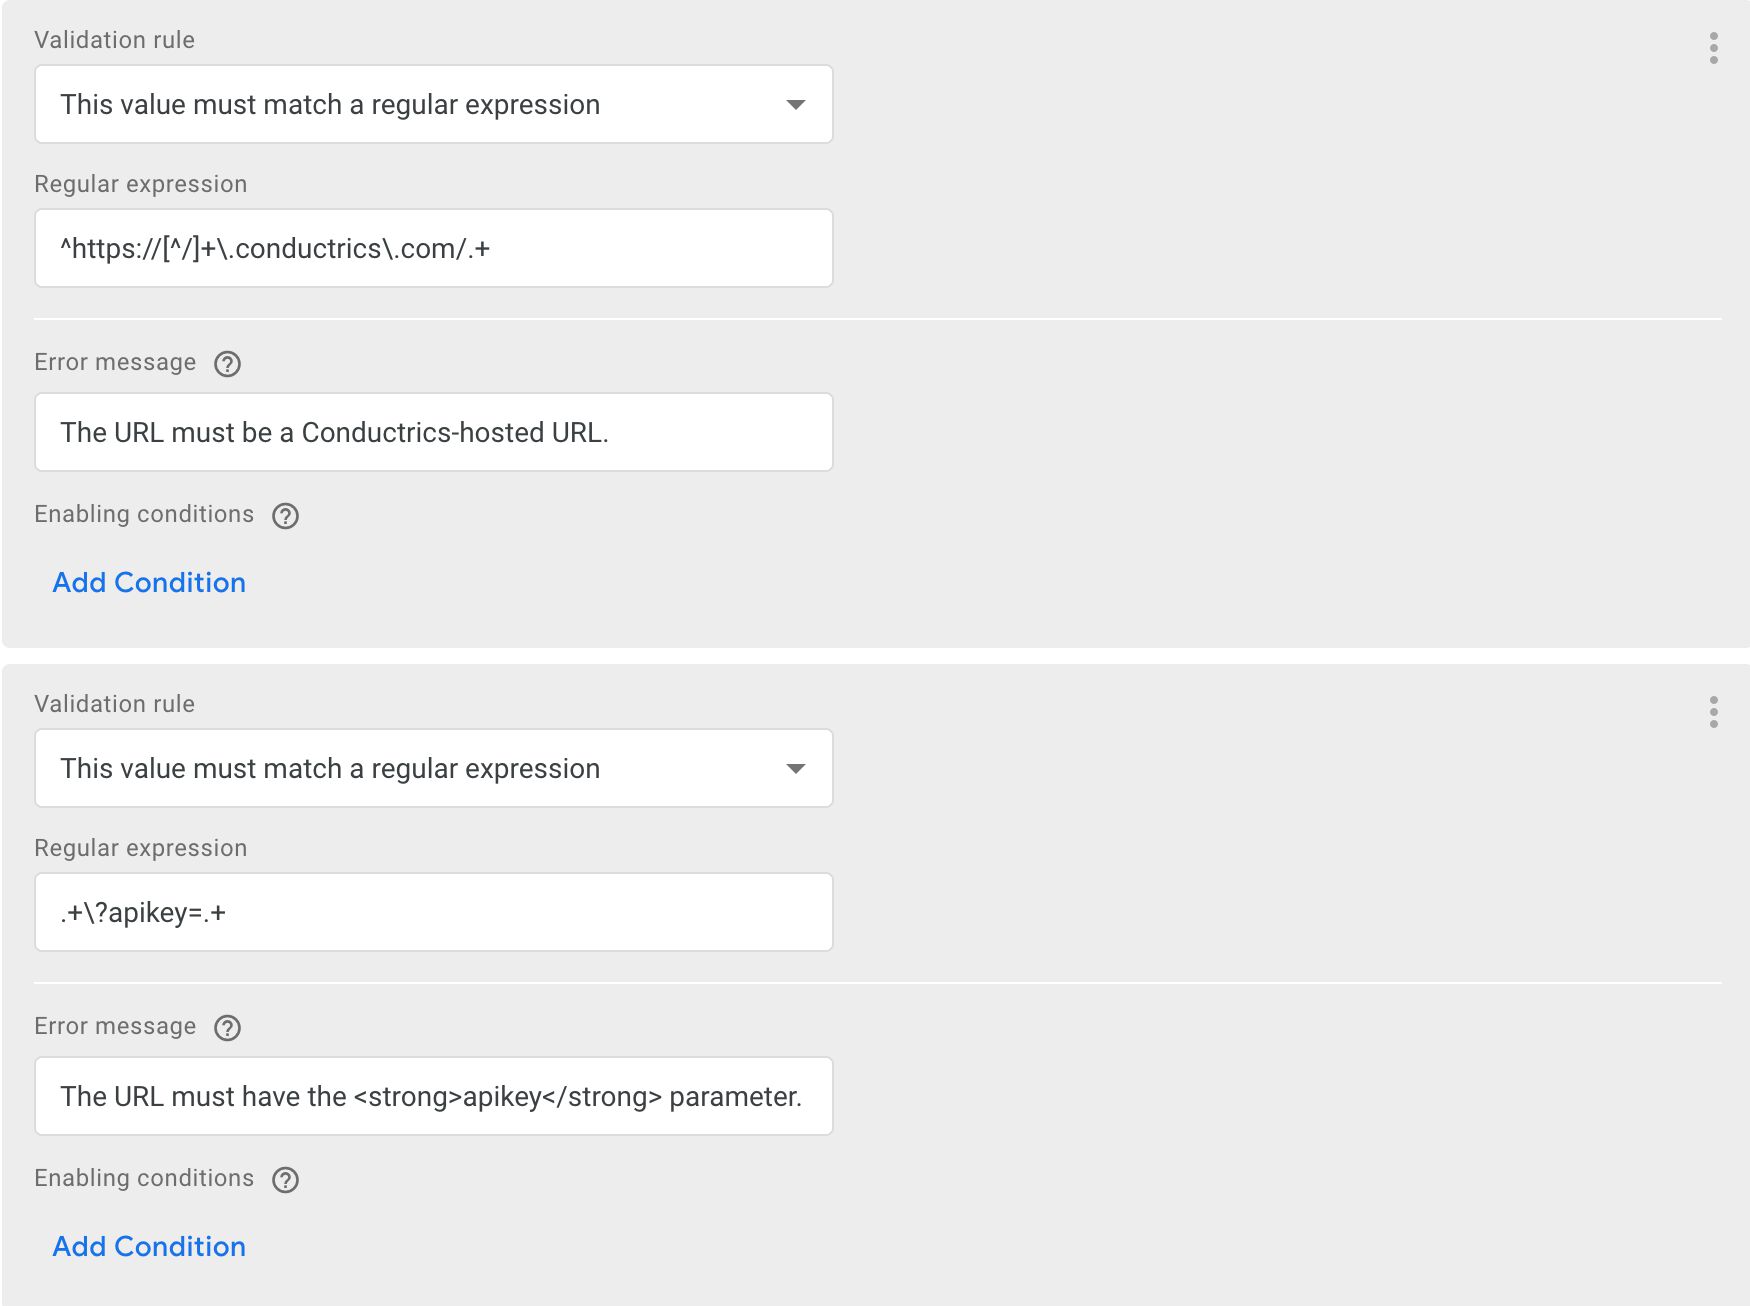 Validation rule
This value must match a regular expression
Regular expression
^https://[^/]+\.conductrics\.com/.+
Error message
The URL must be a Conductrics-hosted URL.
Enabling conditions
Add Condition
Validation rule
This value must match a regular expression
Regular expression
.+\?apikey=.+
Error message
The URL must have the <strong>apikey</strong> parameter.
Enabling conditions
Add Condition